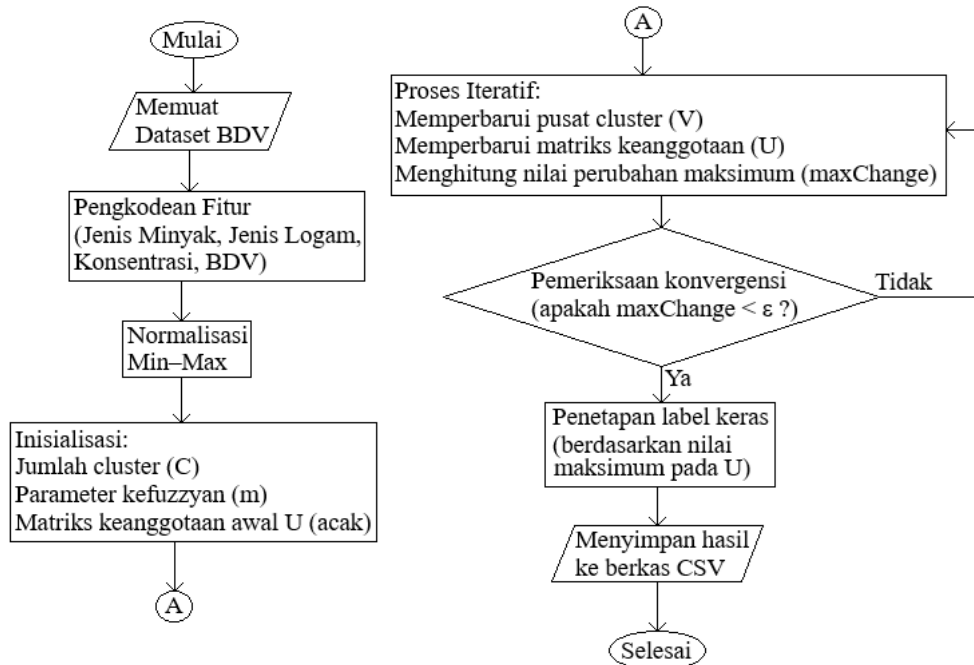 Mulai
Memuat
Dataset BDV
Pengkodean Fitur
(Jenis Minyak, Jenis Logam,
Konsentrasi, BDV)
Normalisasi
Min–Max
Inisialisasi:
Jumlah cluster (C)
Parameter kefuzzyan (m)
Matriks keanggotaan awal U (acak)
A
A
Proses Iteratif:
Memperbarui pusat cluster (V)
Memperbarui matriks keanggotaan (U)
Menghitung nilai perubahan maksimum (maxChange)
Pemeriksaan konvergensi
(apakah maxChange < ε ?)
Tidak
Ya
Penetapan label keras
(berdasarkan nilai
maksimum pada U)
Menyimpan hasil
ke berkas CSV
Selesai